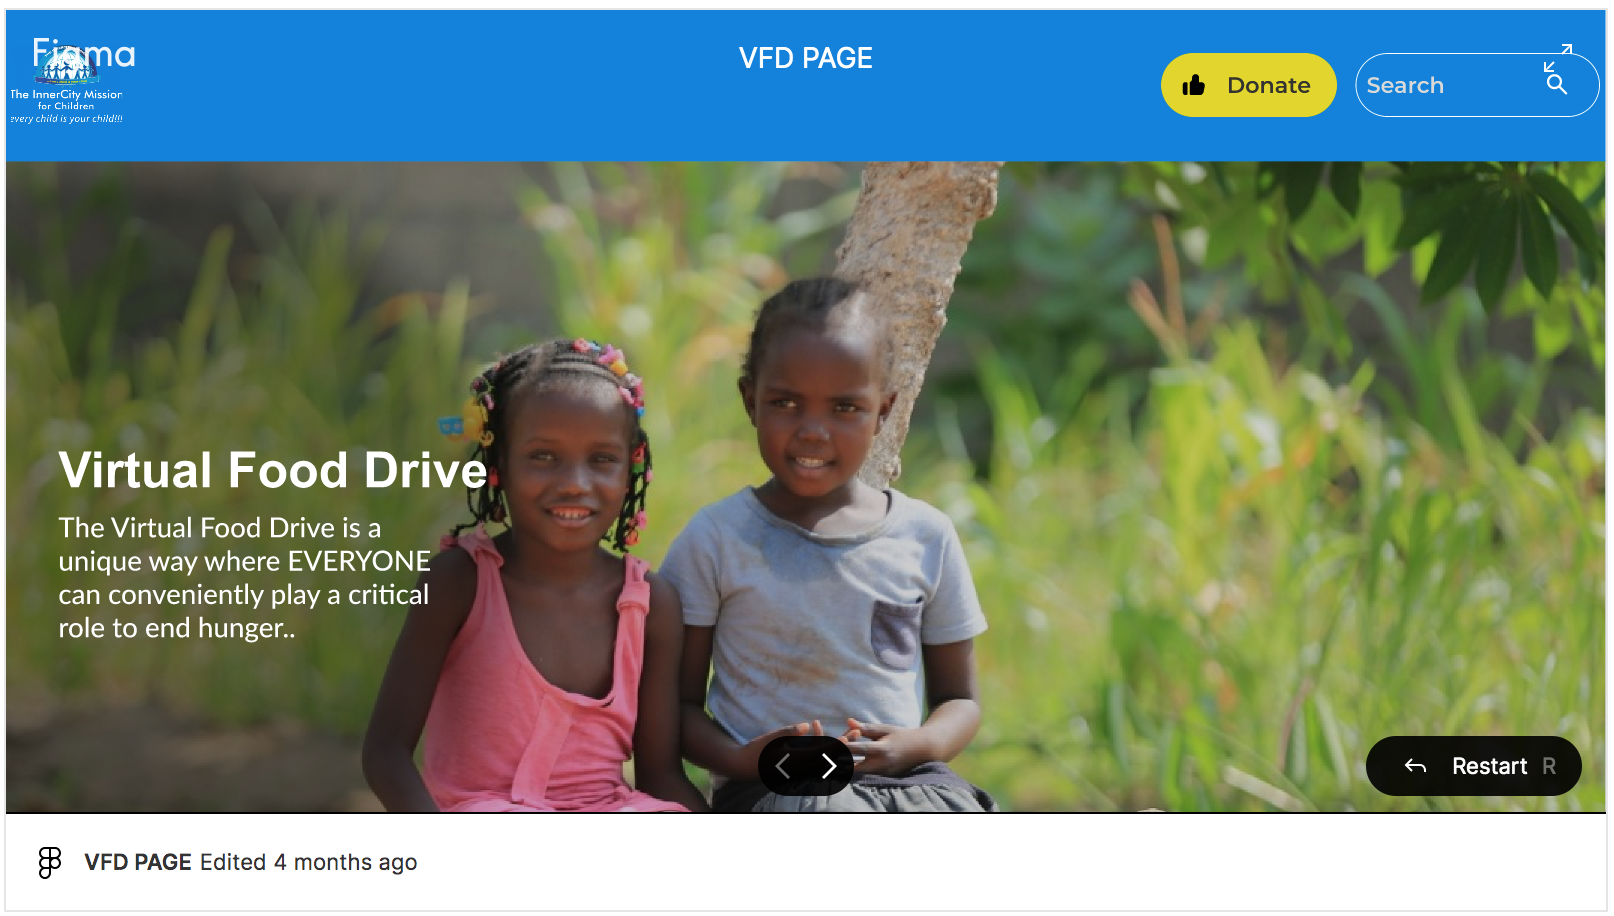 Figma
VFD PAGE
The InnerCity Mission
for Children
every child is your child!!!
Donate
Search
Virtual Food Drive
The Virtual Food Drive is a
unique way where EVERYONE
can conveniently play a critical
role to end hunger..
Restart R
VFD PAGE Edited 4 months ago